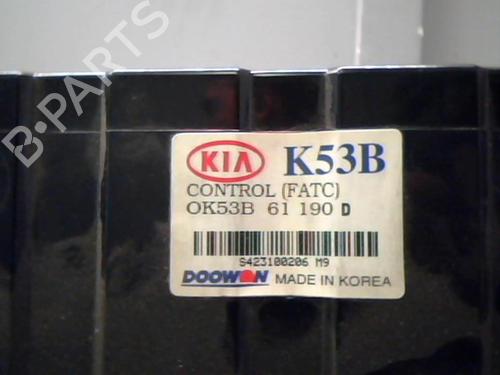 B-PARTS
KIA K53B
CONTROL (FATC)
OK53B 61 190 D
S423100206 M9
DOOWON MADE IN KOREA